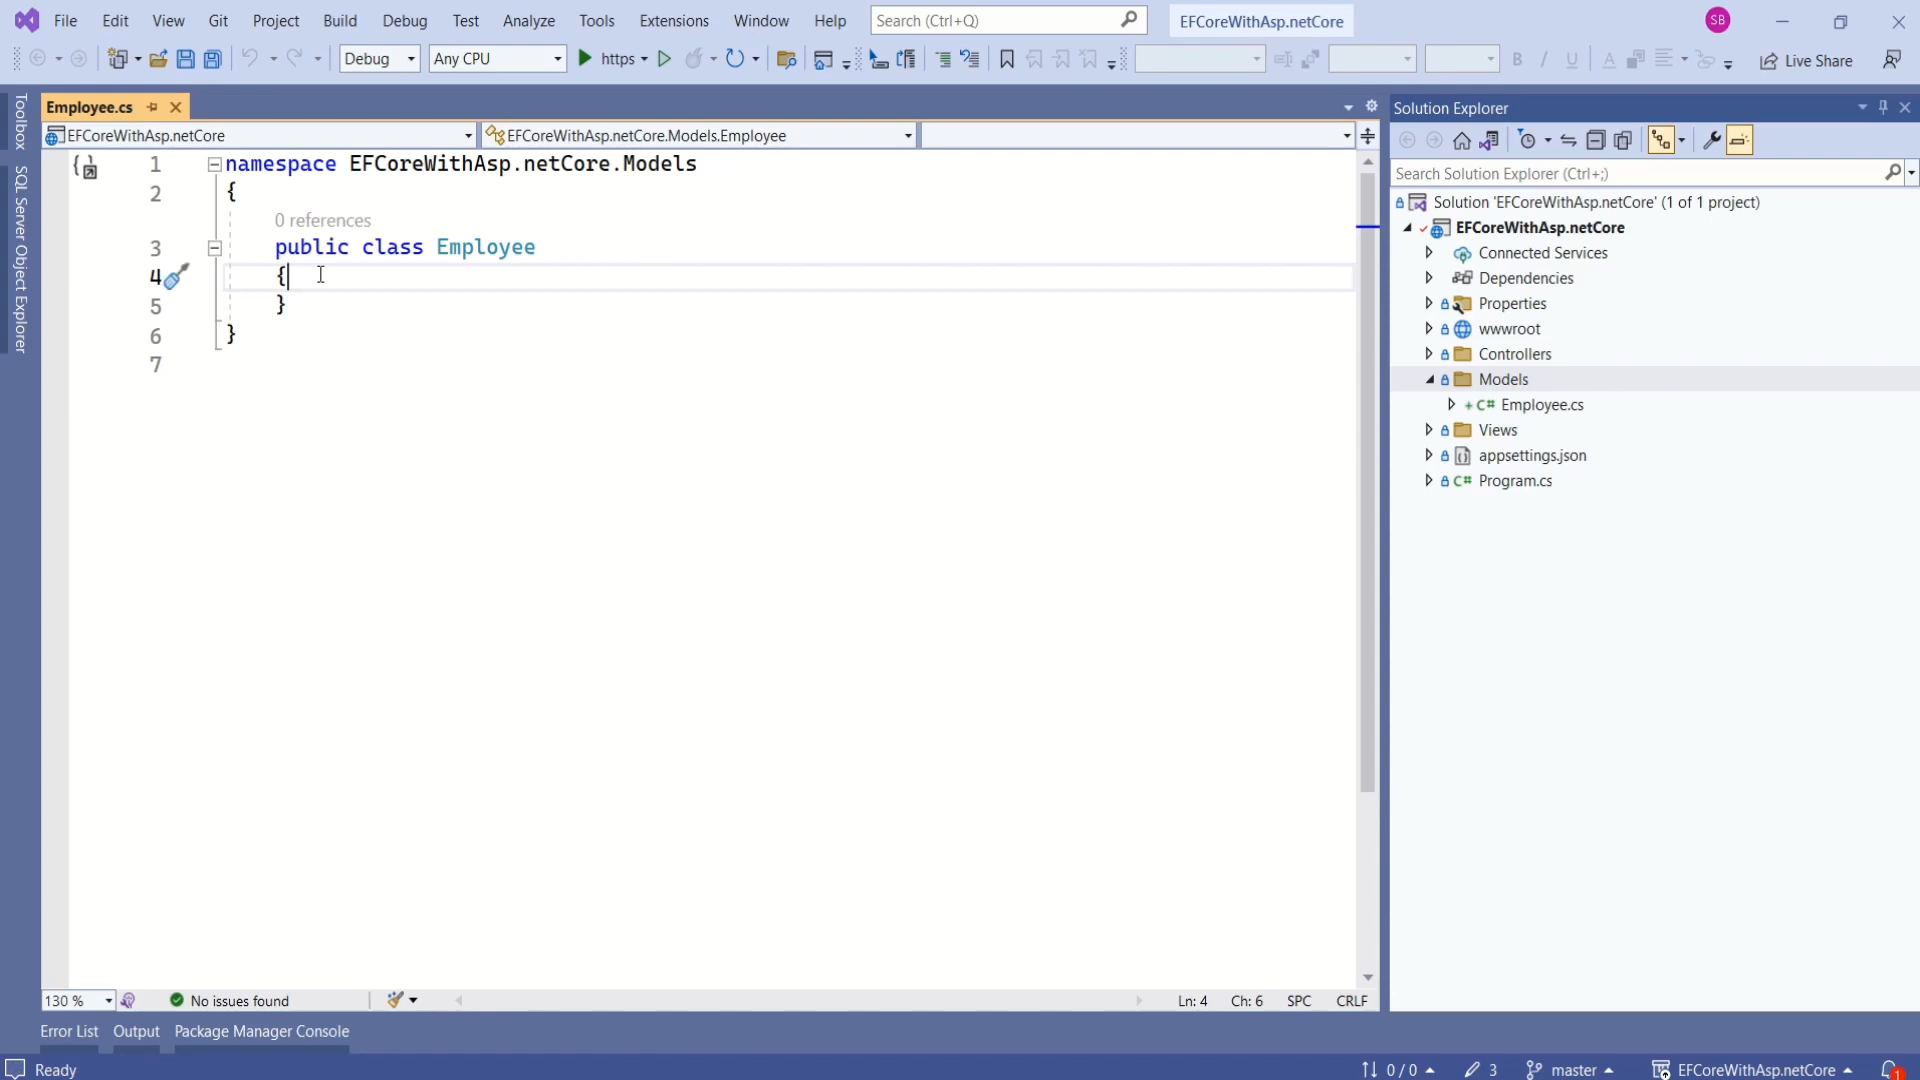 File Edit View Git Project Build Debug Test Analyze Tools Extensions Window Help Search (Ctrl+Q) EFCoreWithAsp.netCore SB
Debug Any CPU https Live Share
Employee.cs
EFCoreWithAsp.netCore EFCoreWithAsp.netCore.Models.Employee
Toolbox
SQL Server Object Explorer
1 namespace EFCoreWithAsp.netCore.Models
2 {
0 references
3 public class Employee
4 {
5 }
6 }
7
Solution Explorer
Search Solution Explorer (Ctrl+;)
Solution 'EFCoreWithAsp.netCore' (1 of 1 project)
EFCoreWithAsp.netCore
Connected Services
Dependencies
Properties
wwwroot
Controllers
Models
C# Employee.cs
Views
appsettings.json
C# Program.cs
130 % No issues found Ln: 4 Ch: 6 SPC CRLF
Error List Output Package Manager Console
Ready 0 / 0 3 master EFCoreWithAsp.netCore 1